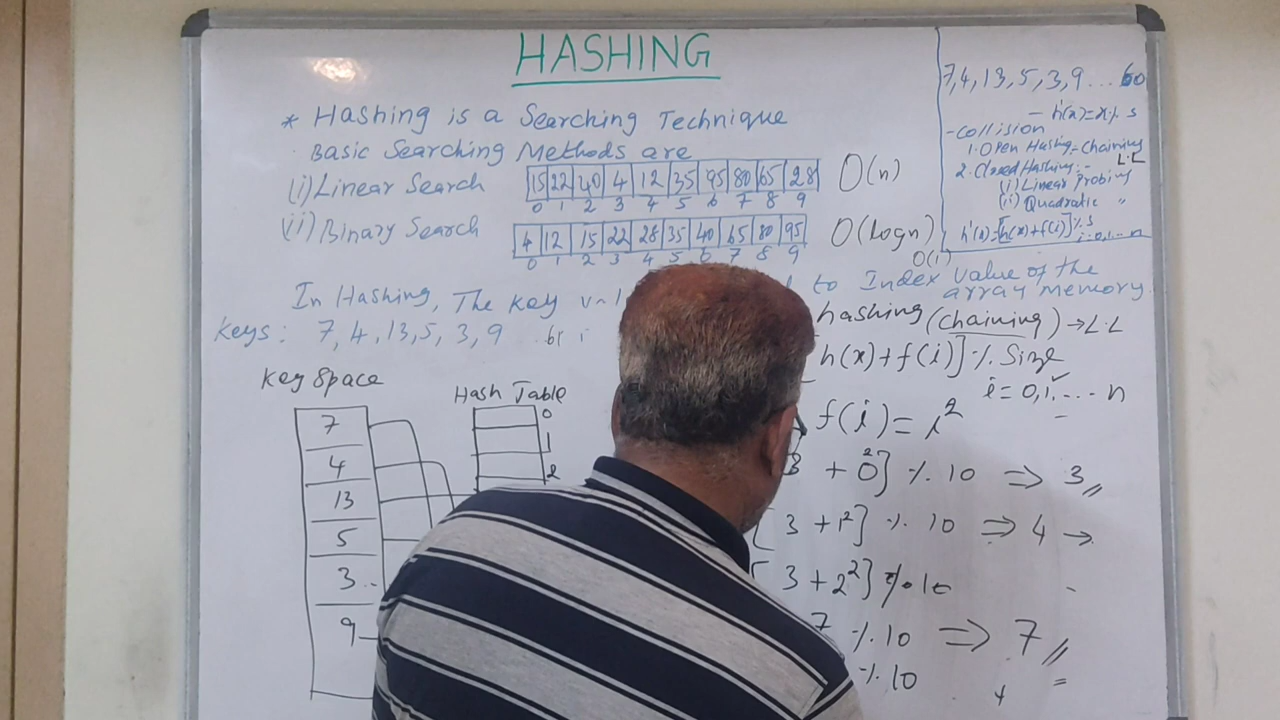 HASHING
* Hashing is a Searching Technique
Basic Searching Methods are
(i) Linear Search 15 22 40 4 12 35 95 80 65 28 O(n)
0 1 2 3 4 5 6 7 8 9
(ii) Binary Search 4 12 15 22 28 35 40 65 80 95 O(logn)
0 1 2 3 4 5 6 7 8 9
O(1)
7,4,13,5,3,9 ... 60
- h'(x)=x% s
- Collision
1. Open Hashing - Chaining
L.L
2. Closed Hashing: -
(i) Linear Probing
(ii) Quadratic "
h'(x)=[h(x)+f(i)]% s
i=0,1...n
In Hashing, The key to Index value of the
array memory.
Keys: 7, 4, 13, 5, 3, 9
hashing (chaining) → L.L
h(x) + f(i)] % Size
i = 0, 1, .... n
Key Space
7
4
13
5
3
9
Hash Table
0
1
2
f(i) = i²
3 + 0²] % 10 ⇒ 3
[3 + 1²] % 10 ⇒ 4 →
[3 + 2²] % 10
7 % 10 ⇒ 7
% 10